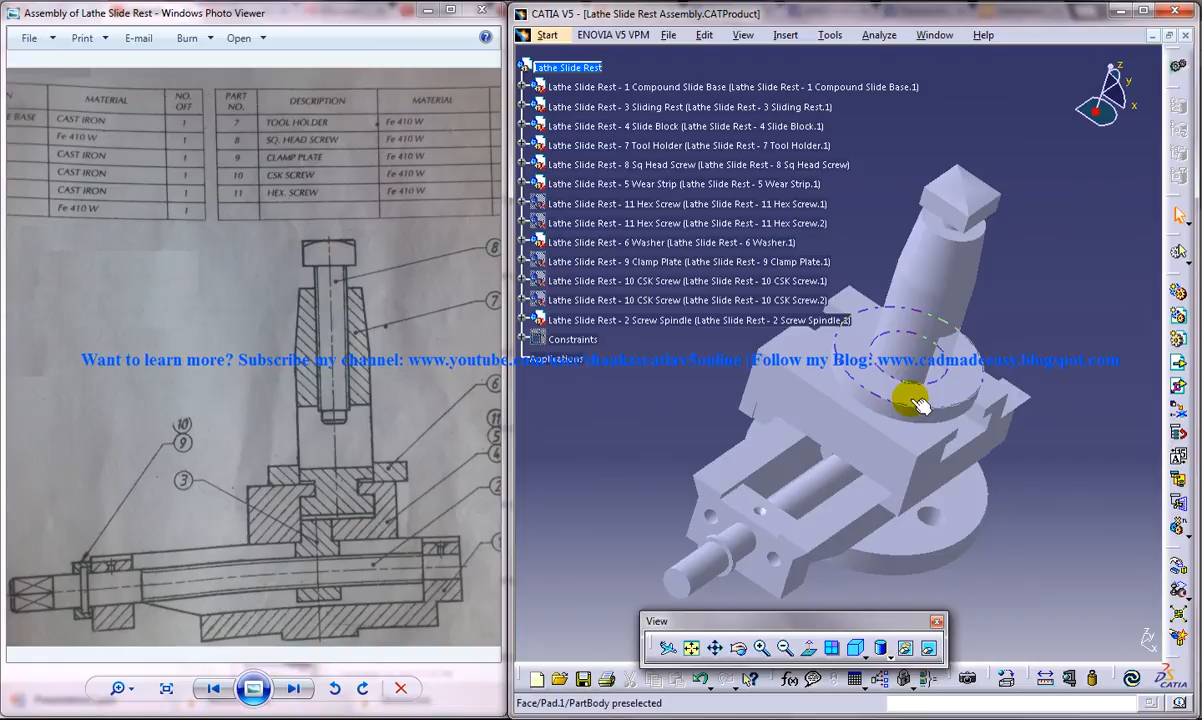 Assembly of Lathe Slide Rest - Windows Photo Viewer
File Print E-mail Burn Open
MATERIAL NO. OFF PART NO. DESCRIPTION MATERIAL
BASE CAST IRON 1 7 TOOL HOLDER Fe 410 W
Fe 410 W 1 8 SQ. HEAD SCREW Fe 410 W
CAST IRON 1 9 CLAMP PLATE Fe 410 W
CAST IRON 1 10 CSK SCREW Fe 410 W
CAST IRON 1 11 HEX. SCREW Fe 410 W
Fe 410 W 1
8
7
6
10
9
11
5
4
3
2
1
CATIA V5 - [Lathe Slide Rest Assembly.CATProduct]
Start ENOVIA V5 VPM File Edit View Insert Tools Analyze Window Help
Lathe Slide Rest
Lathe Slide Rest - 1 Compound Slide Base (Lathe Slide Rest - 1 Compound Slide Base.1)
Lathe Slide Rest - 3 Sliding Rest (Lathe Slide Rest - 3 Sliding Rest.1)
Lathe Slide Rest - 4 Slide Block (Lathe Slide Rest - 4 Slide Block.1)
Lathe Slide Rest - 7 Tool Holder (Lathe Slide Rest - 7 Tool Holder.1)
Lathe Slide Rest - 8 Sq Head Screw (Lathe Slide Rest - 8 Sq Head Screw)
Lathe Slide Rest - 5 Wear Strip (Lathe Slide Rest - 5 Wear Strip.1)
Lathe Slide Rest - 11 Hex Screw (Lathe Slide Rest - 11 Hex Screw.1)
Lathe Slide Rest - 11 Hex Screw (Lathe Slide Rest - 11 Hex Screw.2)
Lathe Slide Rest - 6 Washer (Lathe Slide Rest - 6 Washer.1)
Lathe Slide Rest - 9 Clamp Plate (Lathe Slide Rest - 9 Clamp Plate.1)
Lathe Slide Rest - 10 CSK Screw (Lathe Slide Rest - 10 CSK Screw.1)
Lathe Slide Rest - 10 CSK Screw (Lathe Slide Rest - 10 CSK Screw.2)
Lathe Slide Rest - 2 Screw Spindle (Lathe Slide Rest - 2 Screw Spindle.1)
Constraints
Applications
z
y
x
Want to learn more? Subscribe my channel:
Follow my Blog: www.cadmadeeasy.blogspot.com
View
Face/Pad.1/PartBody preselected
CATIA